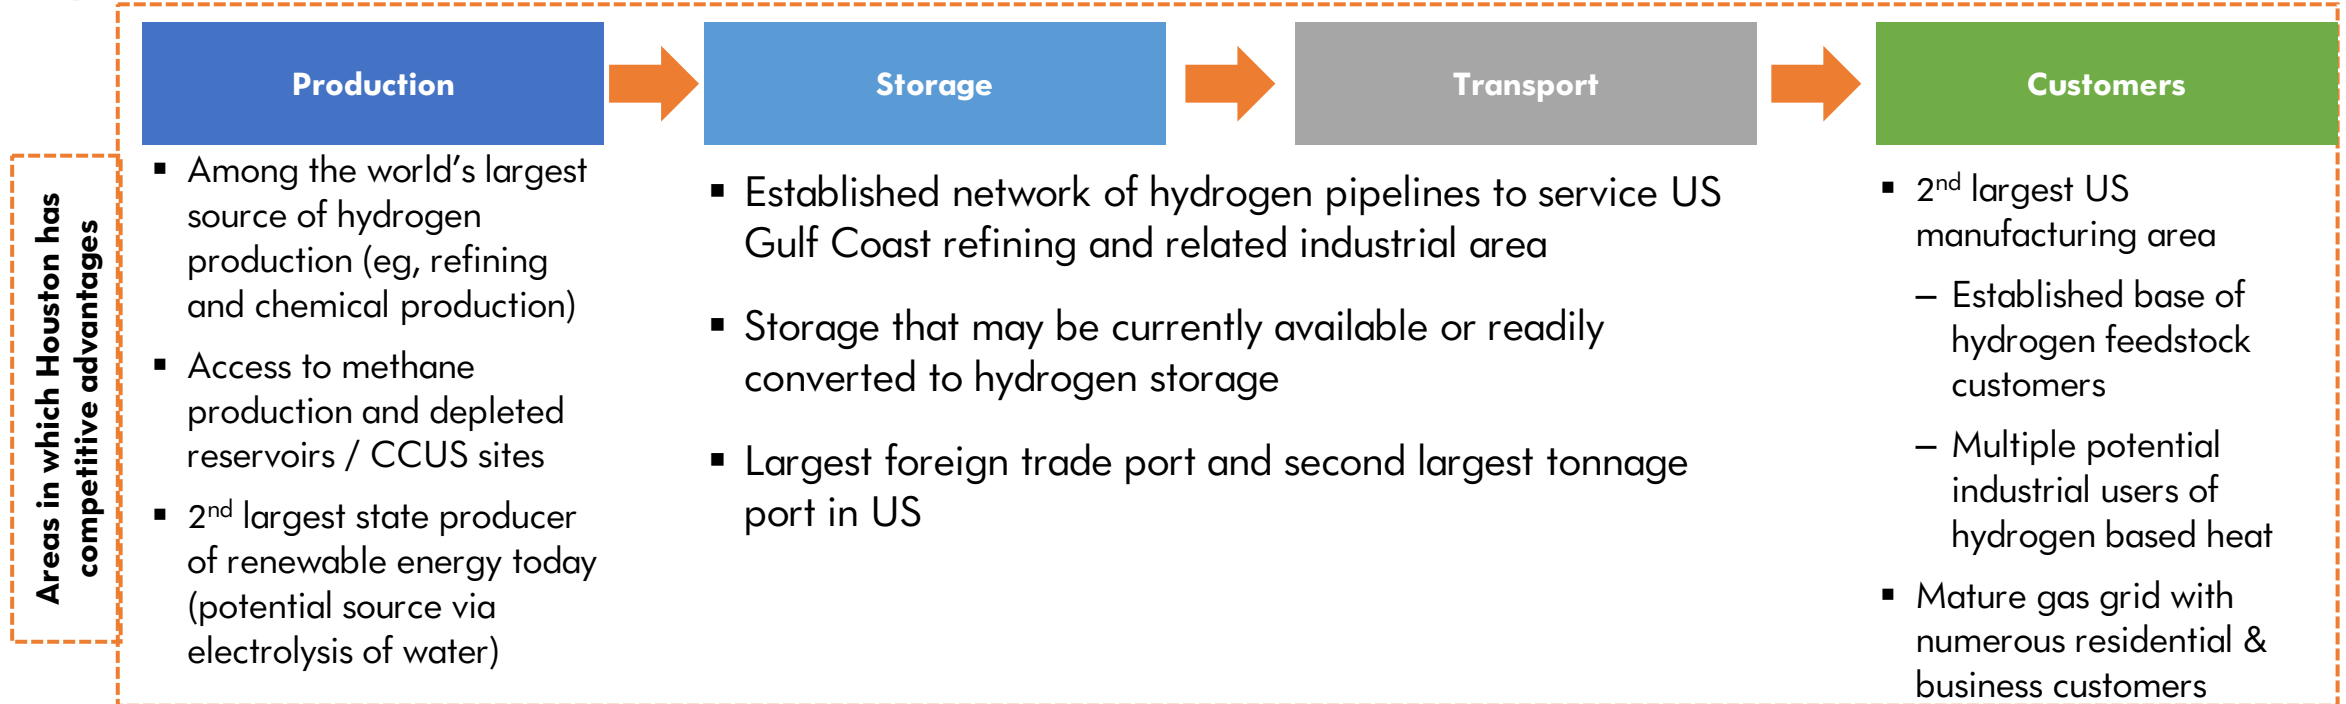 Production
Storage
Transport
Customers
Areas in which Houston has
competitive advantages
▪ Among the world's largest
source of hydrogen
production (eg, refining
and chemical production)
▪ Access to methane
production and depleted
reservoirs / CCUS sites
▪ 2nd largest state producer
of renewable energy today
(potential source via
electrolysis of water)
▪ Established network of hydrogen pipelines to service US
Gulf Coast refining and related industrial area
▪ Storage that may be currently available or readily
converted to hydrogen storage
▪ Largest foreign trade port and second largest tonnage
port in US
▪ 2nd largest US
manufacturing area
– Established base of
hydrogen feedstock
customers
– Multiple potential
industrial users of
hydrogen based heat
▪ Mature gas grid with
numerous residential &
business customers